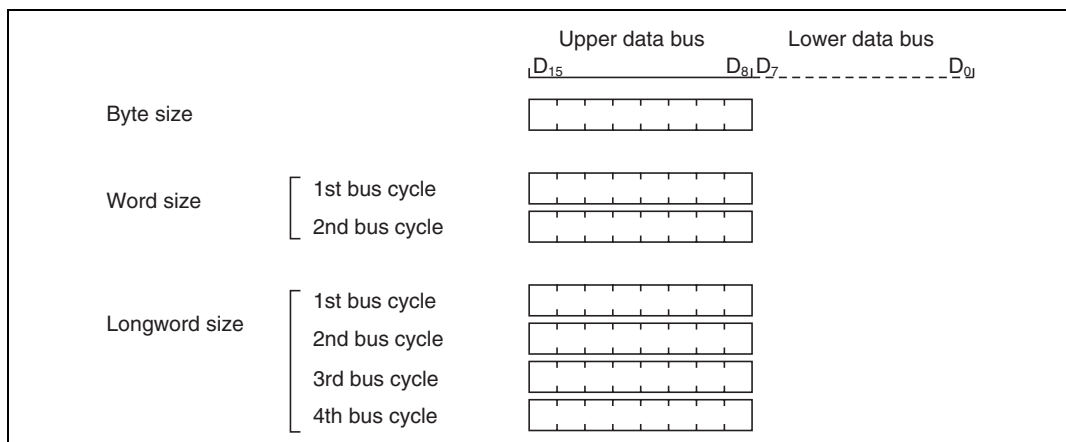 Upper data bus Lower data bus
D15 D8 D7 D0
Byte size
Word size
1st bus cycle
2nd bus cycle
Longword size
1st bus cycle
2nd bus cycle
3rd bus cycle
4th bus cycle